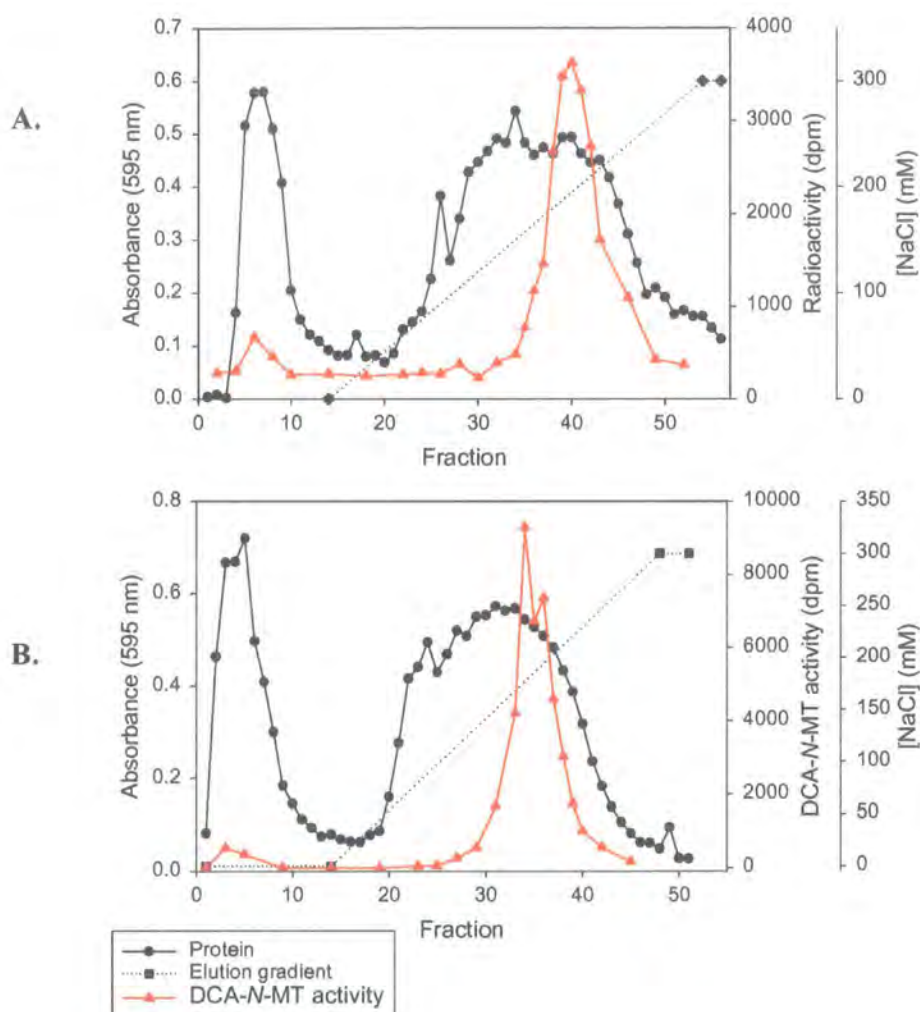 A.
Absorbance (595 nm)
0.7
0.6
0.5
0.4
0.3
0.2
0.1
0.0
0 10 20 30 40 50
Fraction
4000
3000
2000
1000
0
Radioactivity (dpm)
300
200
100
0
[NaCl] (mM)
B.
Absorbance (595 nm)
0.8
0.6
0.4
0.2
0.0
0 10 20 30 40 50
Fraction
10000
8000
6000
4000
2000
0
DCA-N-MT activity (dpm)
350
300
250
200
150
100
50
0
[NaCl] (mM)
Protein
Elution gradient
DCA-N-MT activity